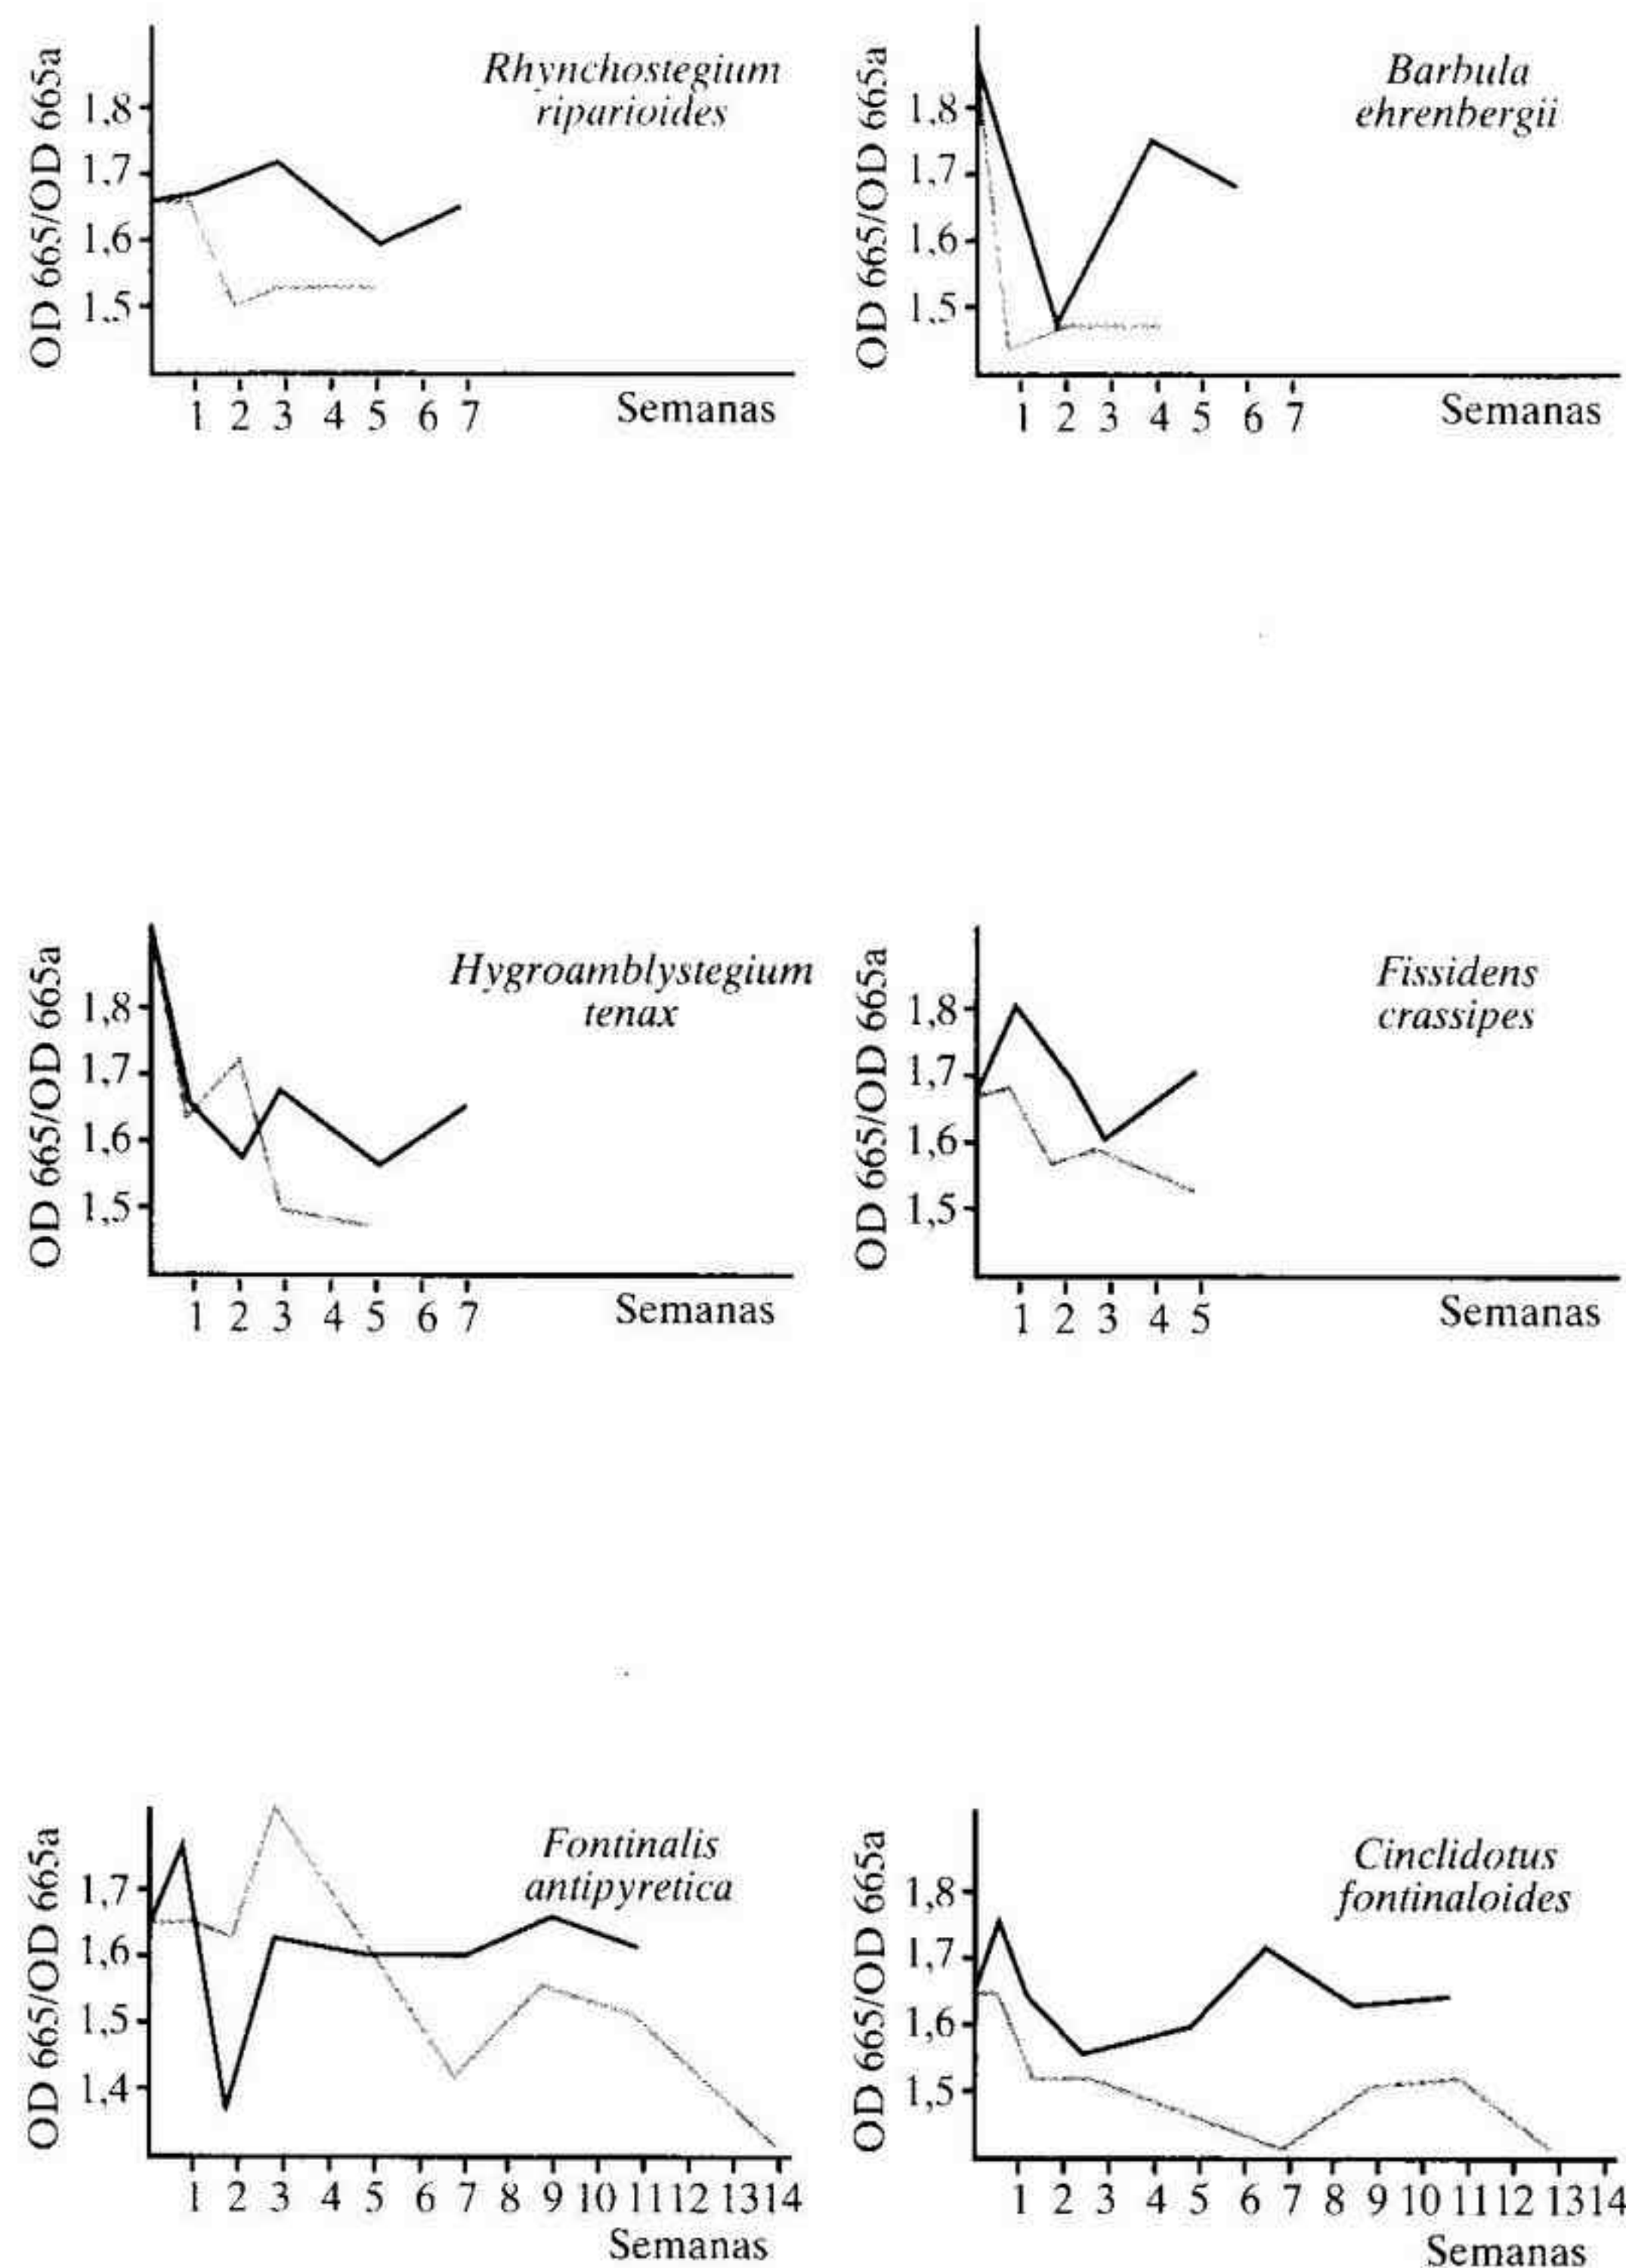 OD 665/OD 665a
1,8
1,7
1,6
1,5
Rhynchostegium
riparioides
1 2 3 4 5 6 7 Semanas
OD 665/OD 665a
1,8
1,7
1,6
1,5
Barbula
ehrenbergii
1 2 3 4 5 6 7 Semanas
OD 665/OD 665a
1,8
1,7
1,6
1,5
Hygroamblystegium
tenax
1 2 3 4 5 6 7 Semanas
OD 665/OD 665a
1,8
1,7
1,6
1,5
Fissidens
crassipes
1 2 3 4 5 Semanas
OD 665/OD 665a
1,7
1,6
1,5
1,4
Fontinalis
antipyretica
1 2 3 4 5 6 7 8 9 10 11 12 13 14
Semanas
OD 665/OD 665a
1,8
1,7
1,6
1,5
Cinclidotus
fontinaloides
1 2 3 4 5 6 7 8 9 10 11 12 13 14
Semanas